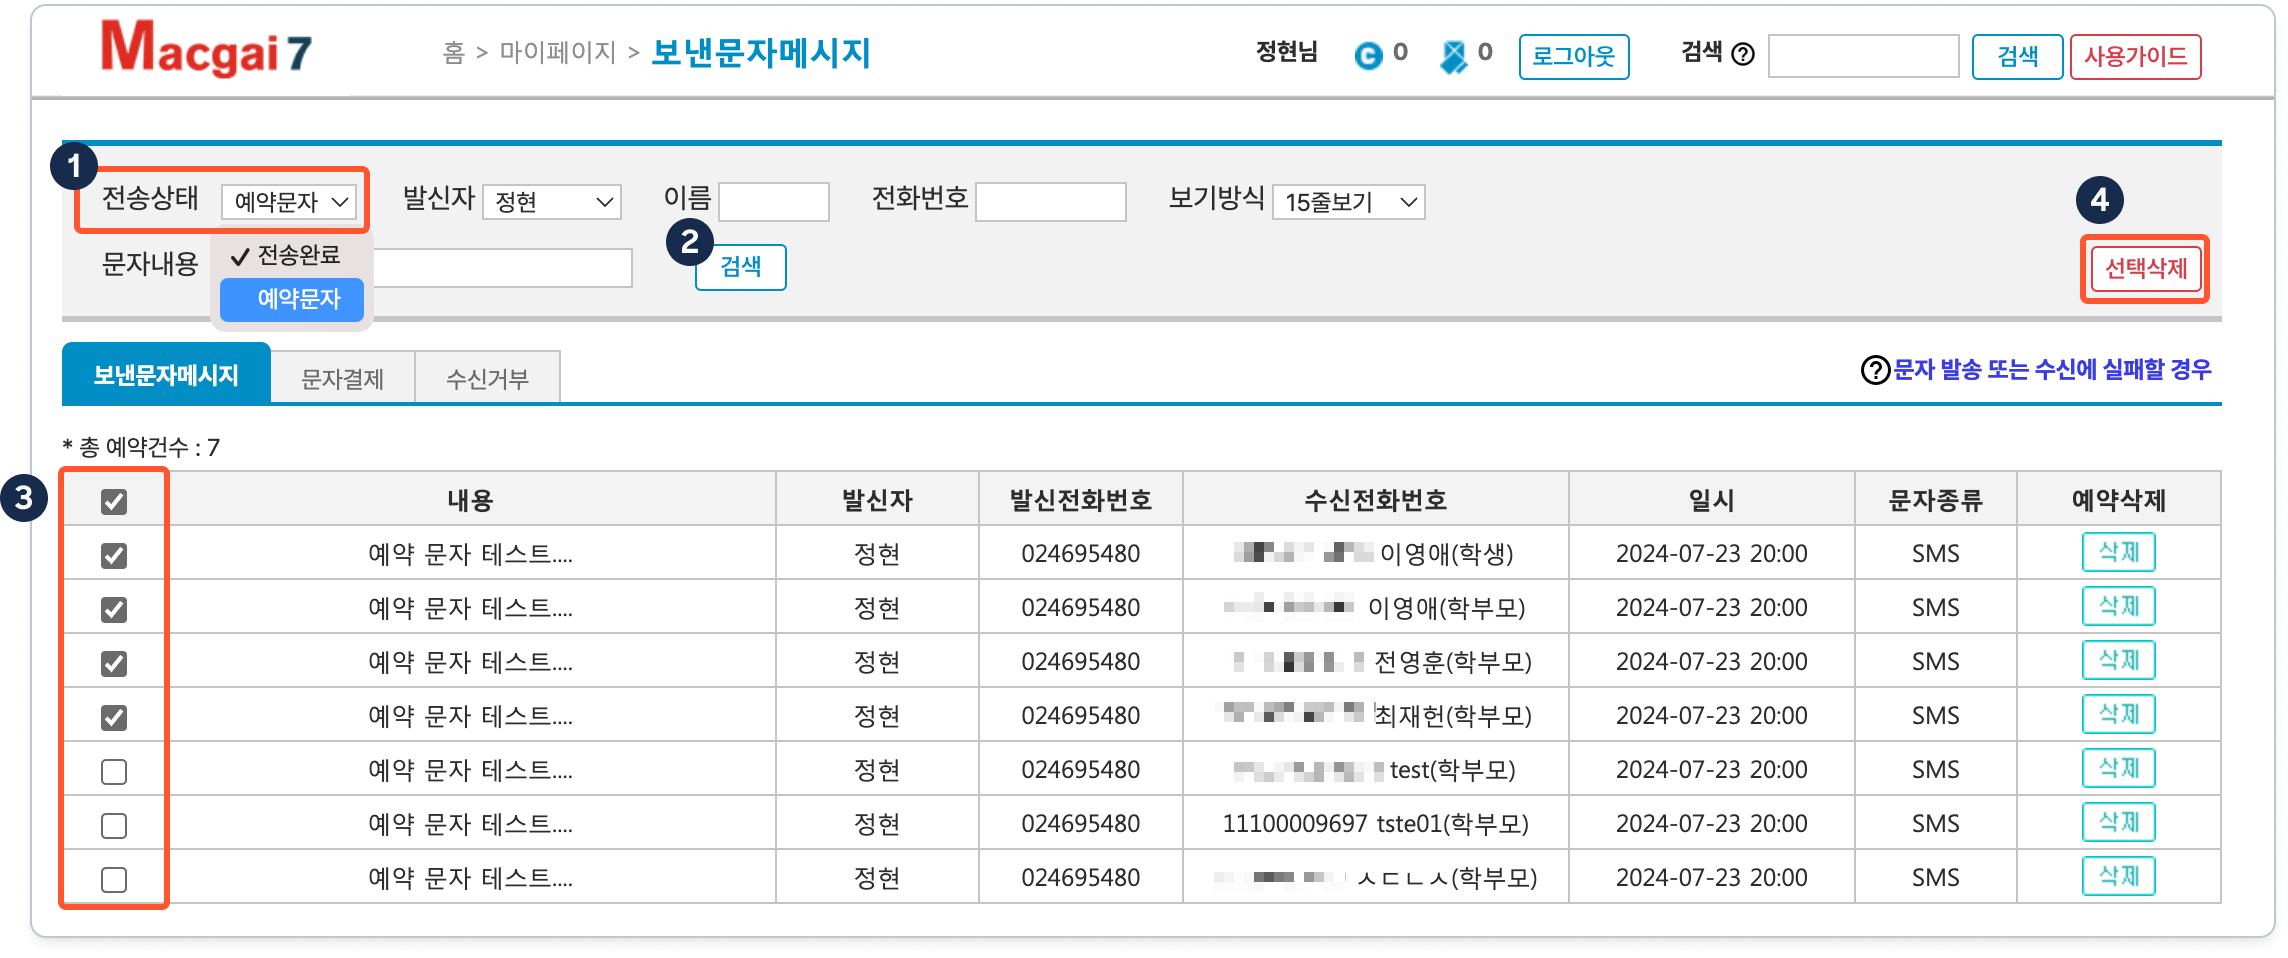 Macgai 7
홈 > 마이페이지 > 보낸문자메시지
정현님 C 0 0 로그아웃 검색 ? 검색 사용가이드
1
전송상태 예약문자 발신자 정현 이름 전화번호 보기방식 15줄보기
4
문자내용 ✓ 전송완료 2 검색 선택삭제
예약문자
보낸문자메시지 문자결제 수신거부 ? 문자 발송 또는 수신에 실패할 경우
* 총 예약건수 : 7
3
내용 발신자 발신전화번호 수신전화번호 일시 문자종류 예약삭제
예약 문자 테스트.... 정현 024695480 이영애(학생) 2024-07-23 20:00 SMS 삭제
예약 문자 테스트.... 정현 024695480 이영애(학부모) 2024-07-23 20:00 SMS 삭제
예약 문자 테스트.... 정현 024695480 전영훈(학부모) 2024-07-23 20:00 SMS 삭제
예약 문자 테스트.... 정현 024695480 최재헌(학부모) 2024-07-23 20:00 SMS 삭제
예약 문자 테스트.... 정현 024695480 test(학부모) 2024-07-23 20:00 SMS 삭제
예약 문자 테스트.... 정현 024695480 11100009697 tste01(학부모) 2024-07-23 20:00 SMS 삭제
예약 문자 테스트.... 정현 024695480 ㅅㄷㄴㅅ(학부모) 2024-07-23 20:00 SMS 삭제